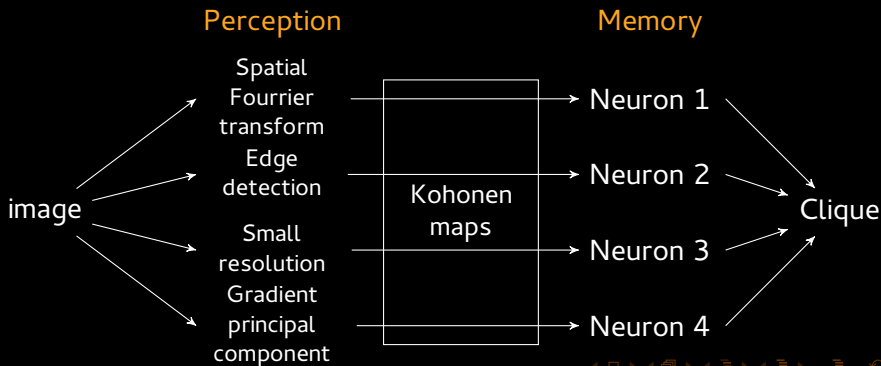 Perception
Memory
Spatial
Fourrier
transform
Edge
detection
Small
resolution
Gradient
principal
component
image
Kohonen
maps
Neuron 1
Neuron 2
Neuron 3
Neuron 4
Clique